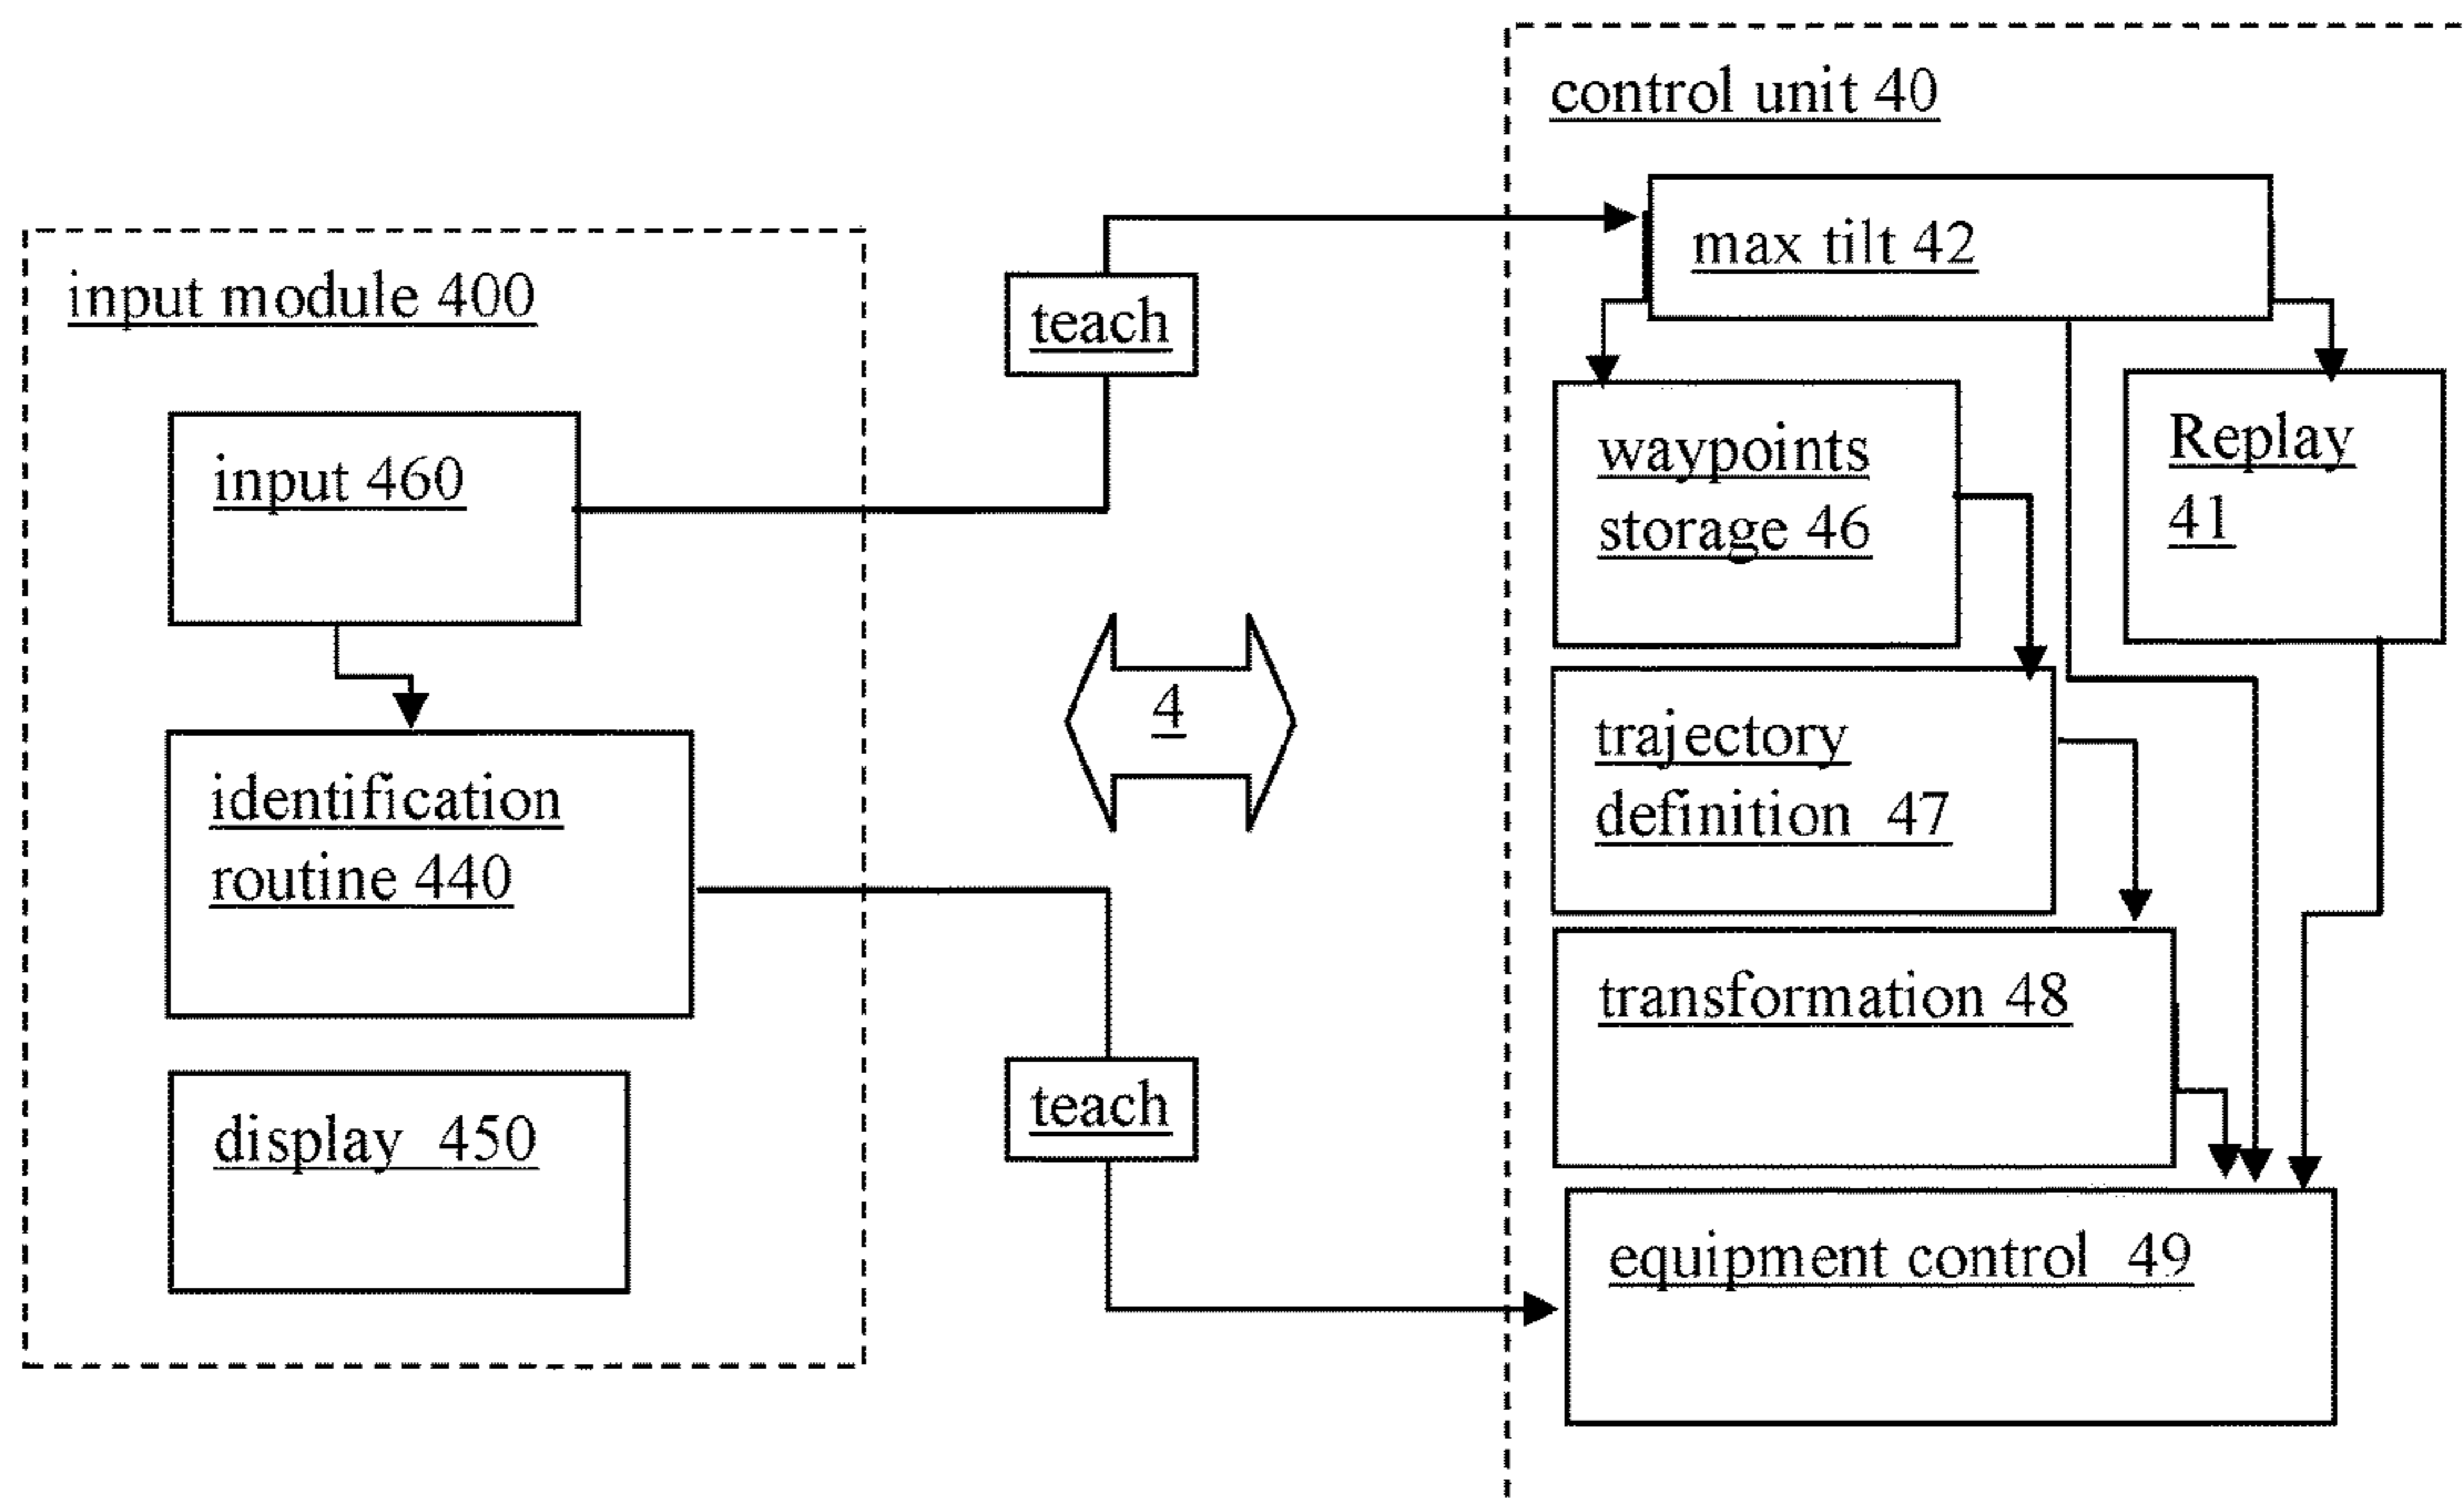 control unit 40
max tilt 42
input module 400
teach
waypoints
storage 46
Replay
41
input 460
4
trajectory
definition 47
identification
routine 440
transformation 48
display 450
teach
equipment control 49